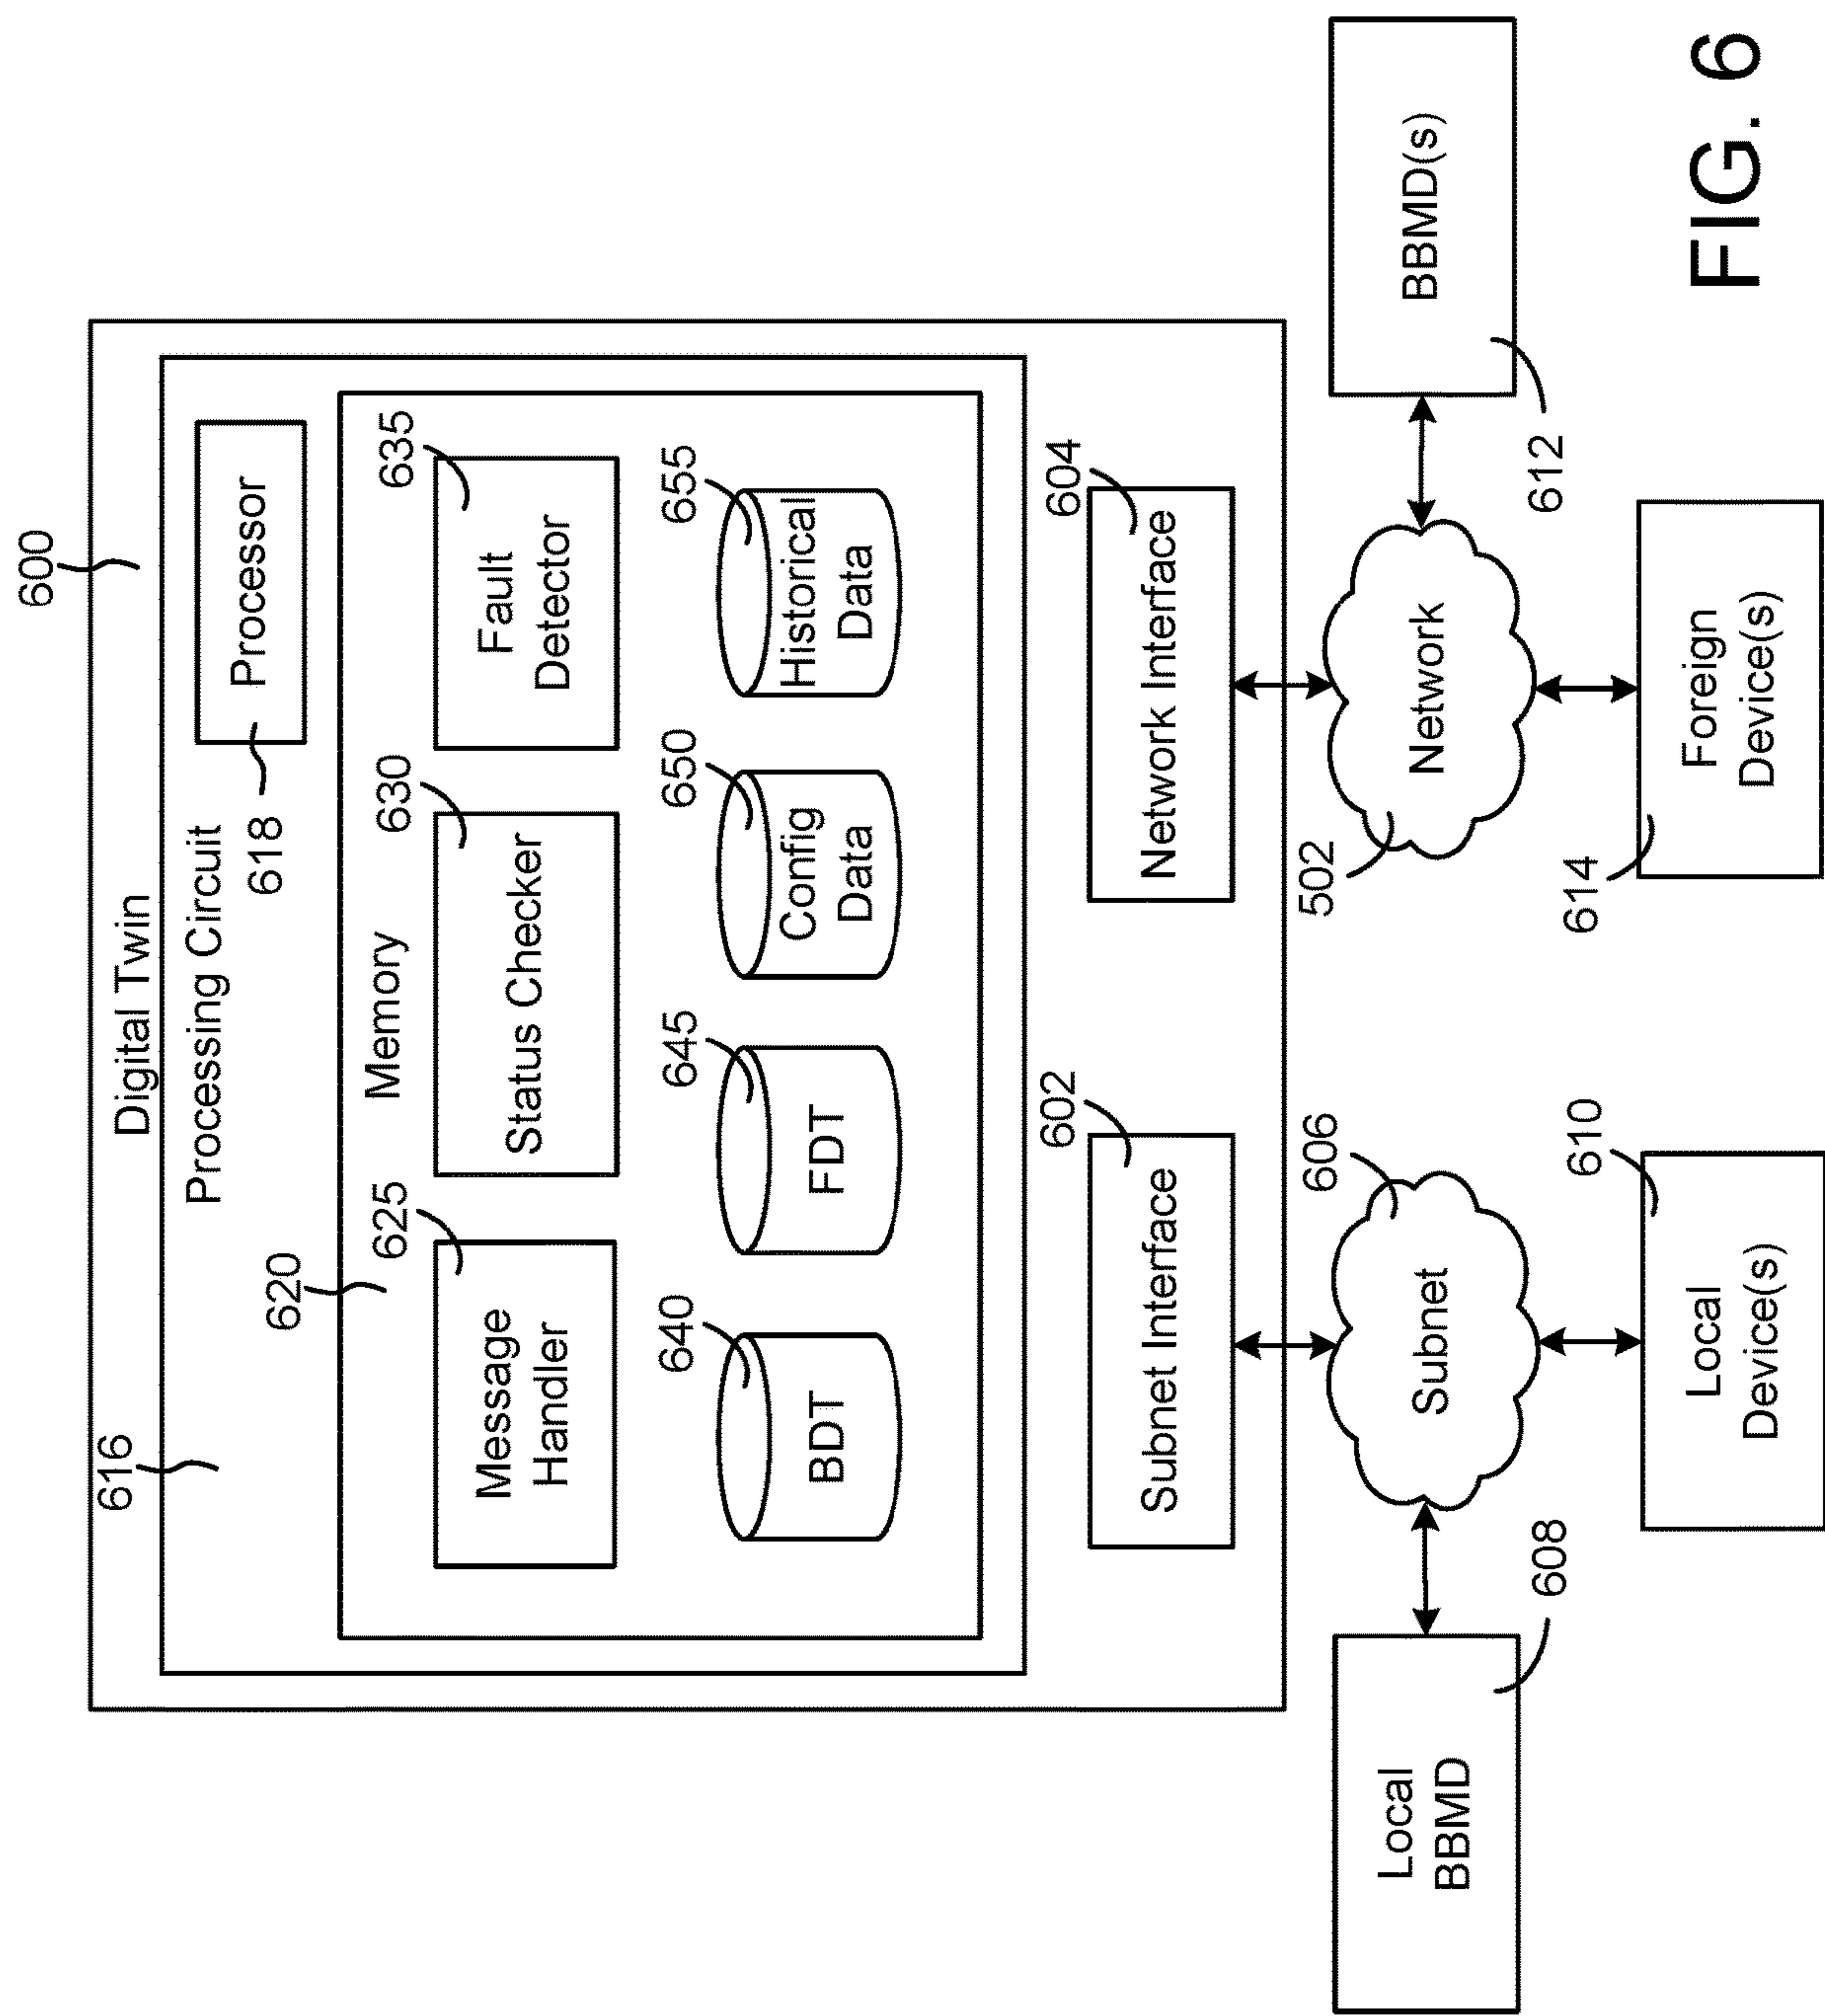 600
Digital Twin
616
Processing Circuit
Processor
618
620
Memory
625
630
635
Message
Handler
Status Checker
Fault
Detector
640
645
650
655
BDT
FDT
Config
Data
Historical
Data
602
604
Subnet Interface
Network Interface
606
502
Local
BBMD
Subnet
Network
BBMD(s)
608
610
614
612
Local
Device(s)
Foreign
Device(s)
FIG. 6